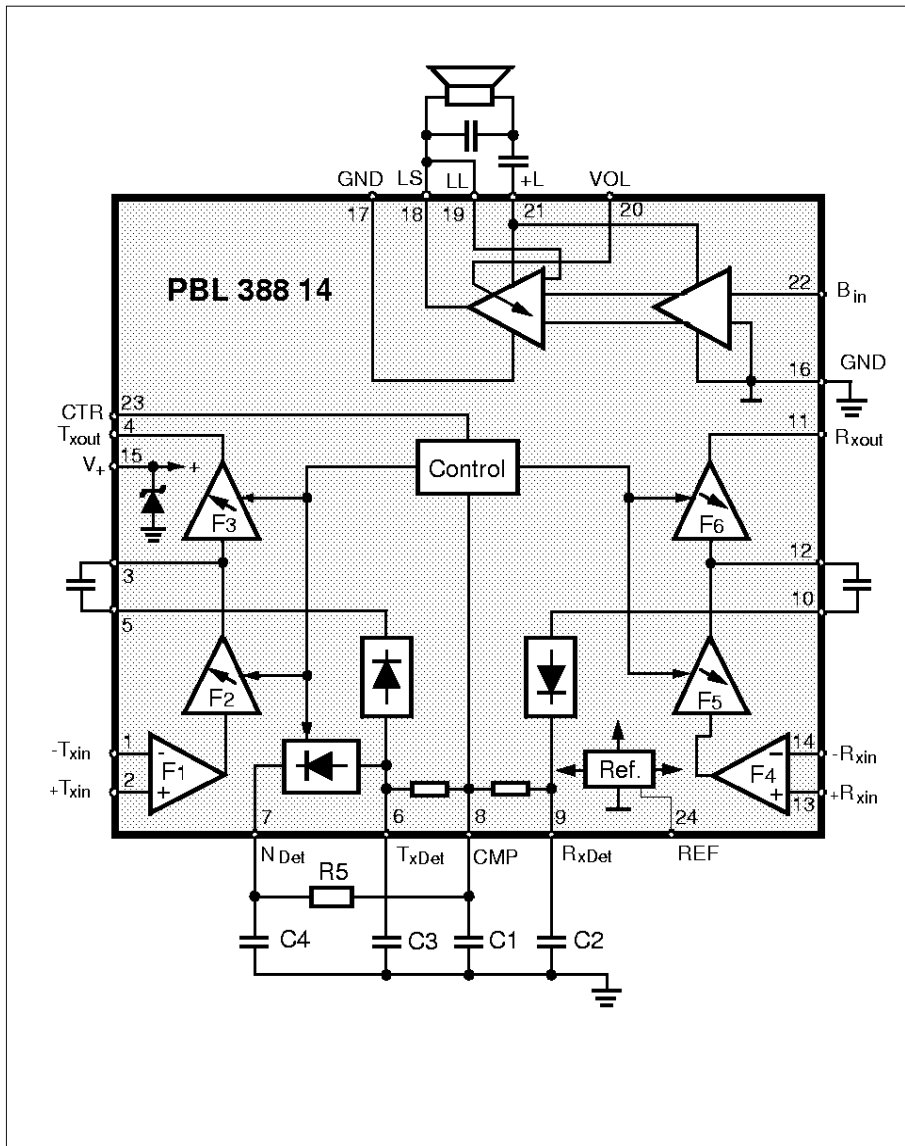 GND LS LL +L VOL
17 18 19 21 20
PBL 388 14
22 Bin
GND
16
23
CTR
Txout 4
11 Rxout
15
V+ +
Control
F3 F6
3 12
5 10
F2 F5
-Txin 1 - F1
+Txin 2 +
Ref.
F4 - 14 -Rxin
+ 13 +Rxin
7 6 8 9 24
NDet TxDet CMP RxDet REF
R5
C4 C3 C1 C2